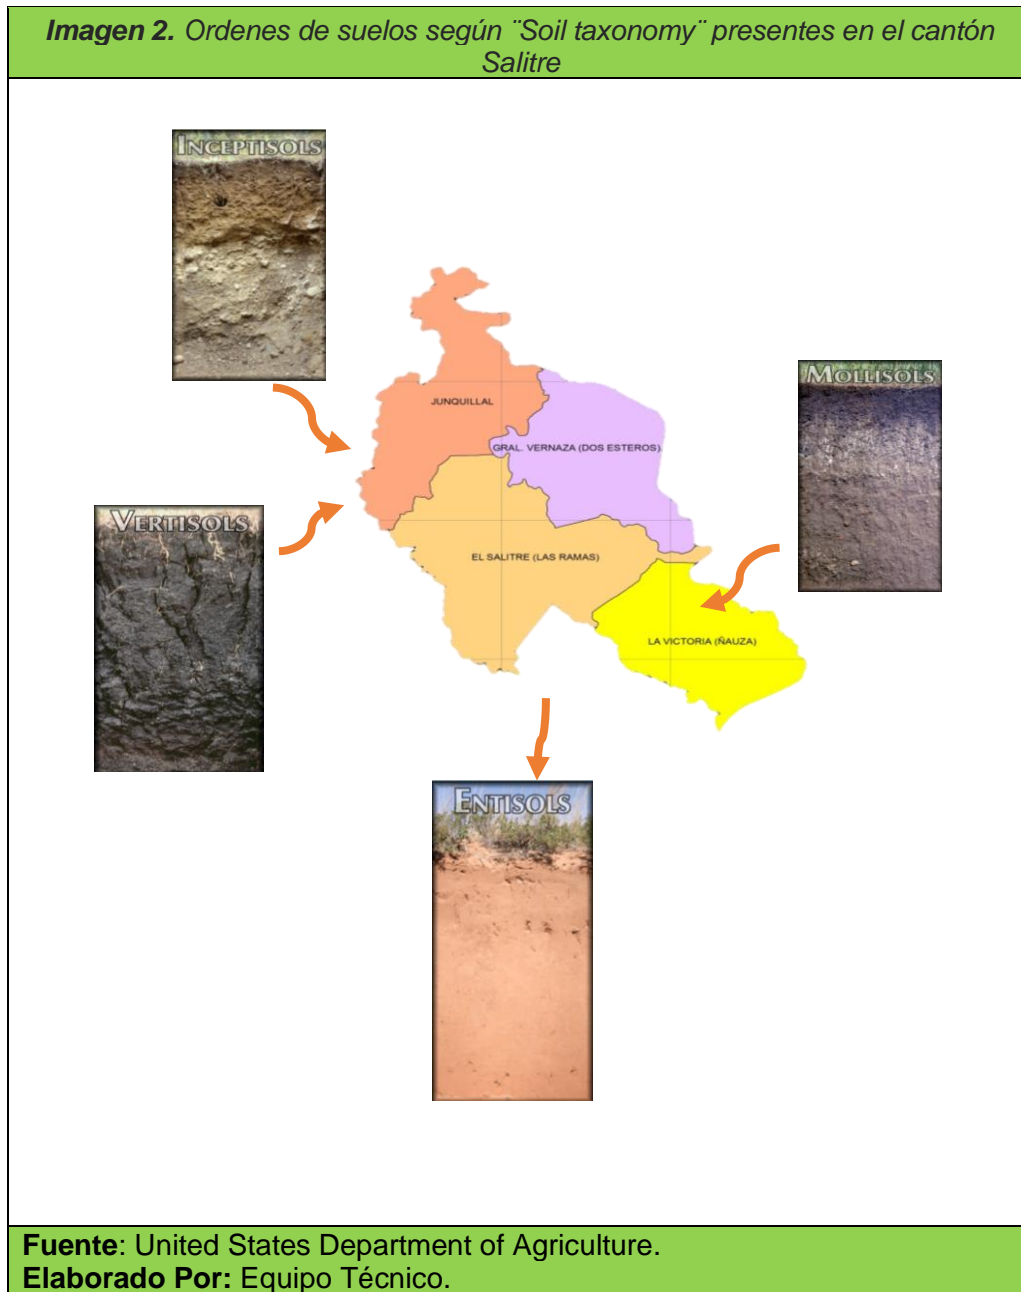 Imagen 2. Ordenes de suelos según ¨Soil taxonomy¨ presentes en el cantón
Salitre
INCEPTISOLS
MOLLISOLS
JUNQUILLAL
GRAL. VERNAZA (DOS ESTEROS)
VERTISOLS
EL SALITRE (LAS RAMAS)
LA VICTORIA (ÑAUZA)
ENTISOLS
Fuente: United States Department of Agriculture.
Elaborado Por: Equipo Técnico.